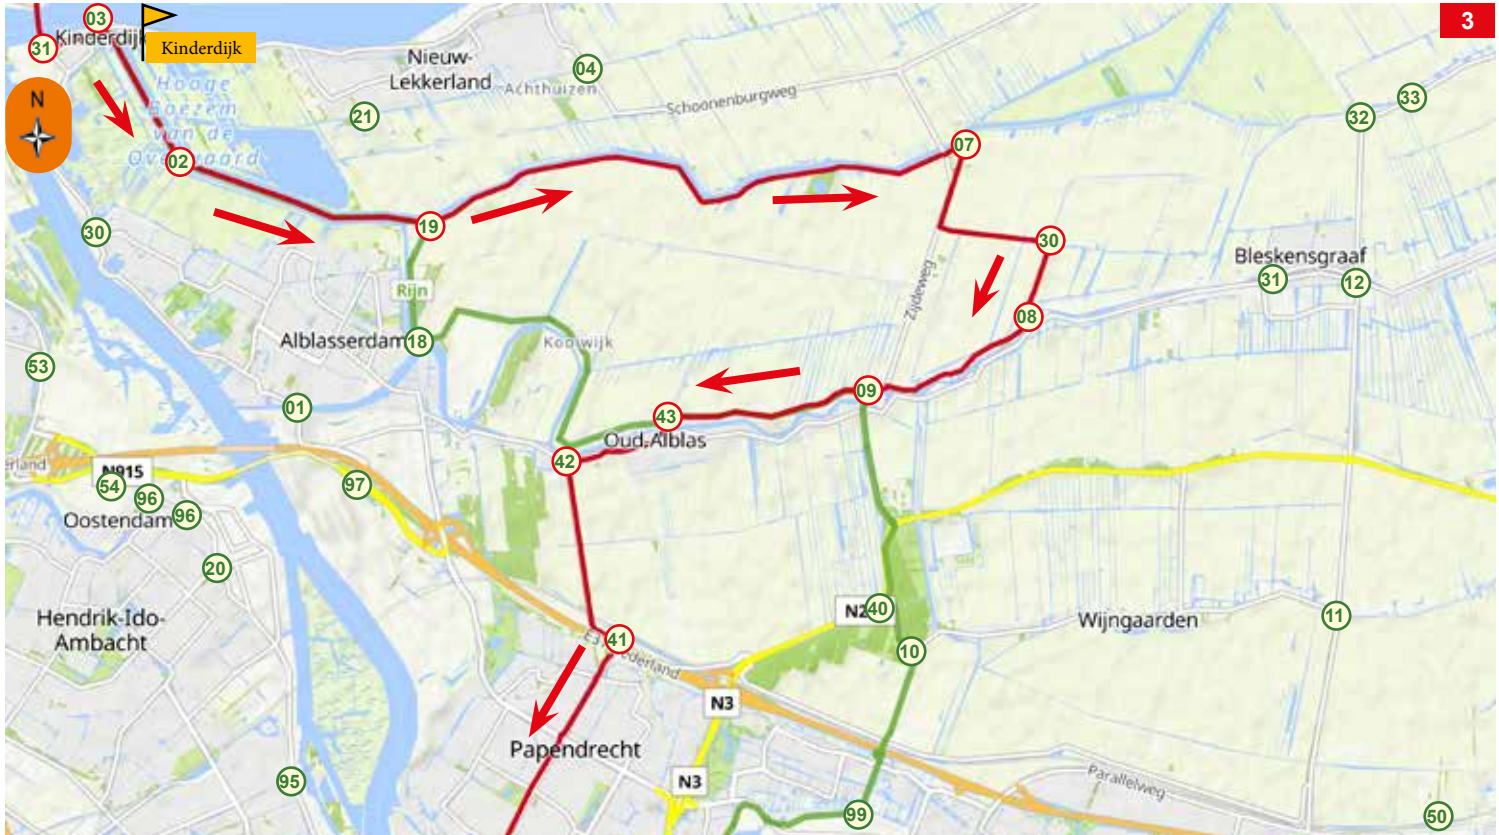 03
3
31
Kinderdijk
Kinderdijk
Nieuw-
Lekkerland
04
Achthuizen
Hooge
Boezem
van de
Overwaard
N
21
Schoonenburgweg
33
32
07
02
19
30
30
Bleskensgraaf
31
12
Rijn
Zijdeweg
08
Alblasserdam
18
Kooiwijk
53
01
09
43
Oud-Alblas
42
erland
N915
54
96
97
Oostendam
96
20
Hendrik-Ido-
Ambacht
N2
40
Wijngaarden
11
41
10
N3
Papendrecht
N3
95
Parallelweg
99
50